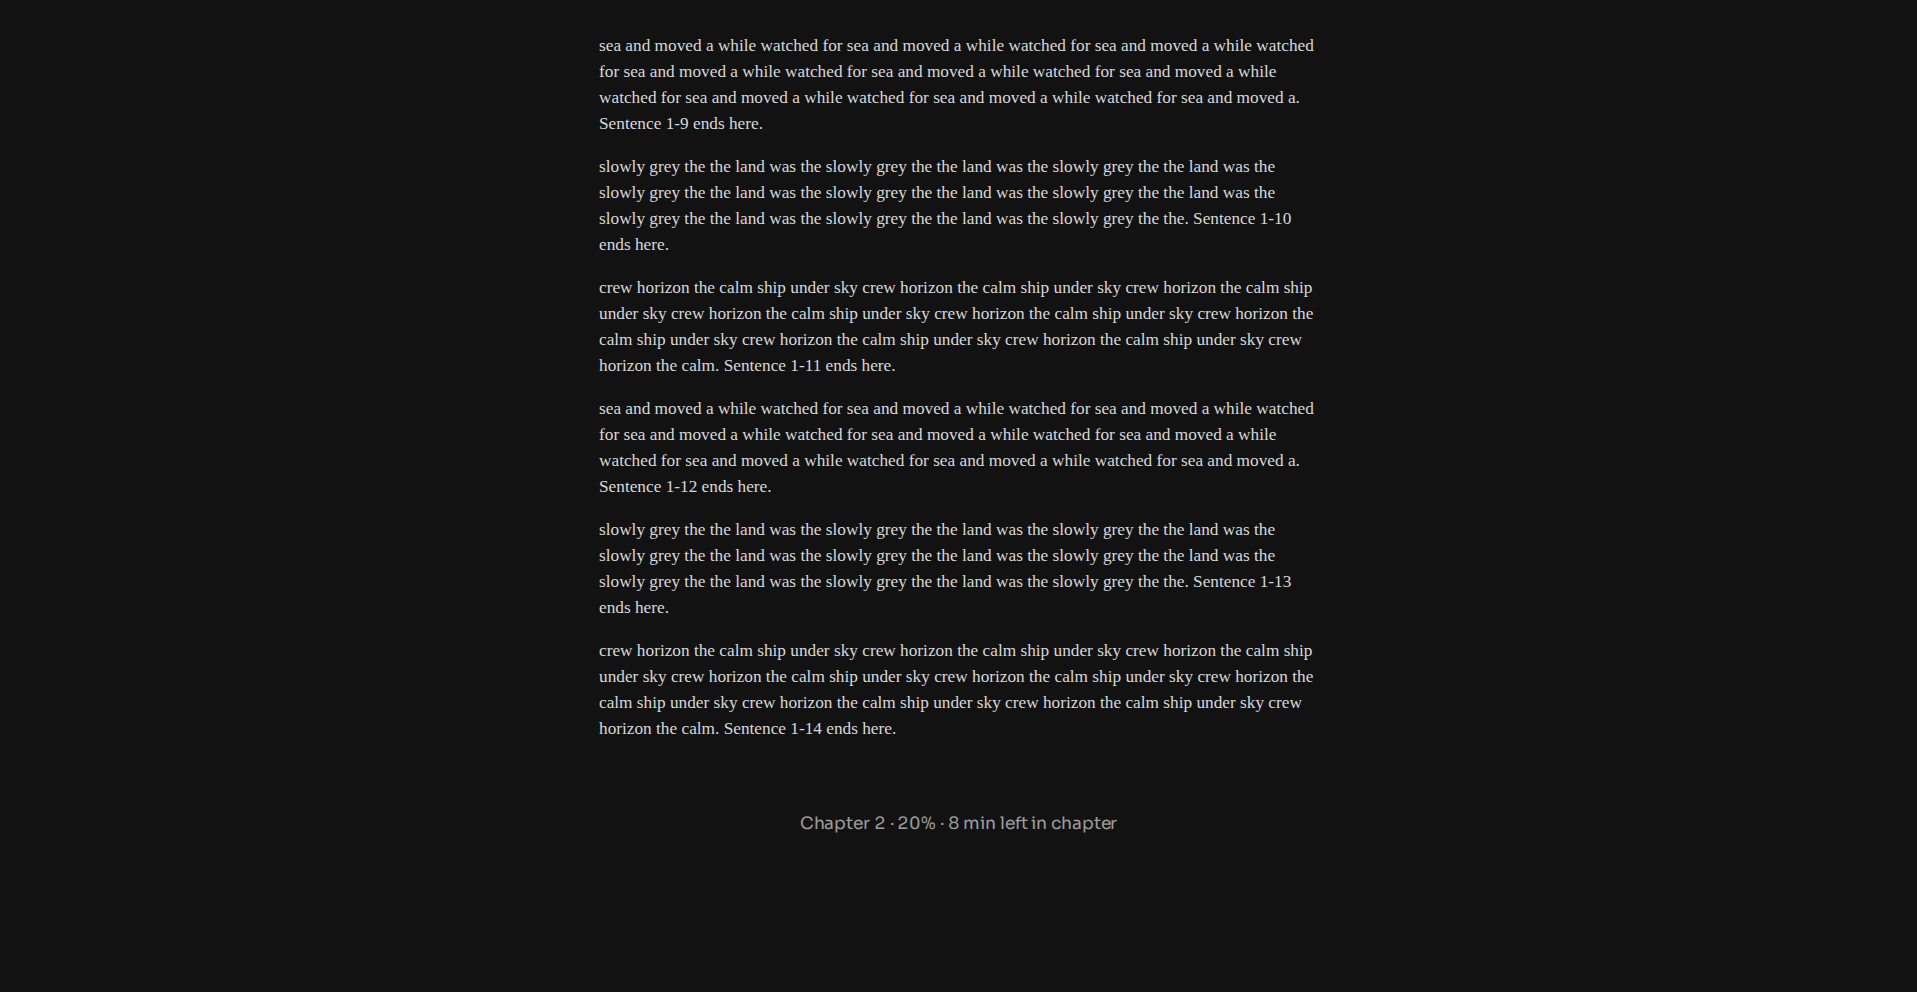 sea and moved a while watched for sea and moved a while watched for sea and moved a while watched
for sea and moved a while watched for sea and moved a while watched for sea and moved a while
watched for sea and moved a while watched for sea and moved a while watched for sea and moved a.
Sentence 1-9 ends here.
slowly grey the the land was the slowly grey the the land was the slowly grey the the land was the
slowly grey the the land was the slowly grey the the land was the slowly grey the the land was the
slowly grey the the land was the slowly grey the the land was the slowly grey the the. Sentence 1-10
ends here.
crew horizon the calm ship under sky crew horizon the calm ship under sky crew horizon the calm ship
under sky crew horizon the calm ship under sky crew horizon the calm ship under sky crew horizon the
calm ship under sky crew horizon the calm ship under sky crew horizon the calm ship under sky crew
horizon the calm. Sentence 1-11 ends here.
sea and moved a while watched for sea and moved a while watched for sea and moved a while watched
for sea and moved a while watched for sea and moved a while watched for sea and moved a while
watched for sea and moved a while watched for sea and moved a while watched for sea and moved a.
Sentence 1-12 ends here.
slowly grey the the land was the slowly grey the the land was the slowly grey the the land was the
slowly grey the the land was the slowly grey the the land was the slowly grey the the land was the
slowly grey the the land was the slowly grey the the land was the slowly grey the the. Sentence 1-13
ends here.
crew horizon the calm ship under sky crew horizon the calm ship under sky crew horizon the calm ship
under sky crew horizon the calm ship under sky crew horizon the calm ship under sky crew horizon the
calm ship under sky crew horizon the calm ship under sky crew horizon the calm ship under sky crew
horizon the calm. Sentence 1-14 ends here.
Chapter 2 · 20% · 8 min left in chapter